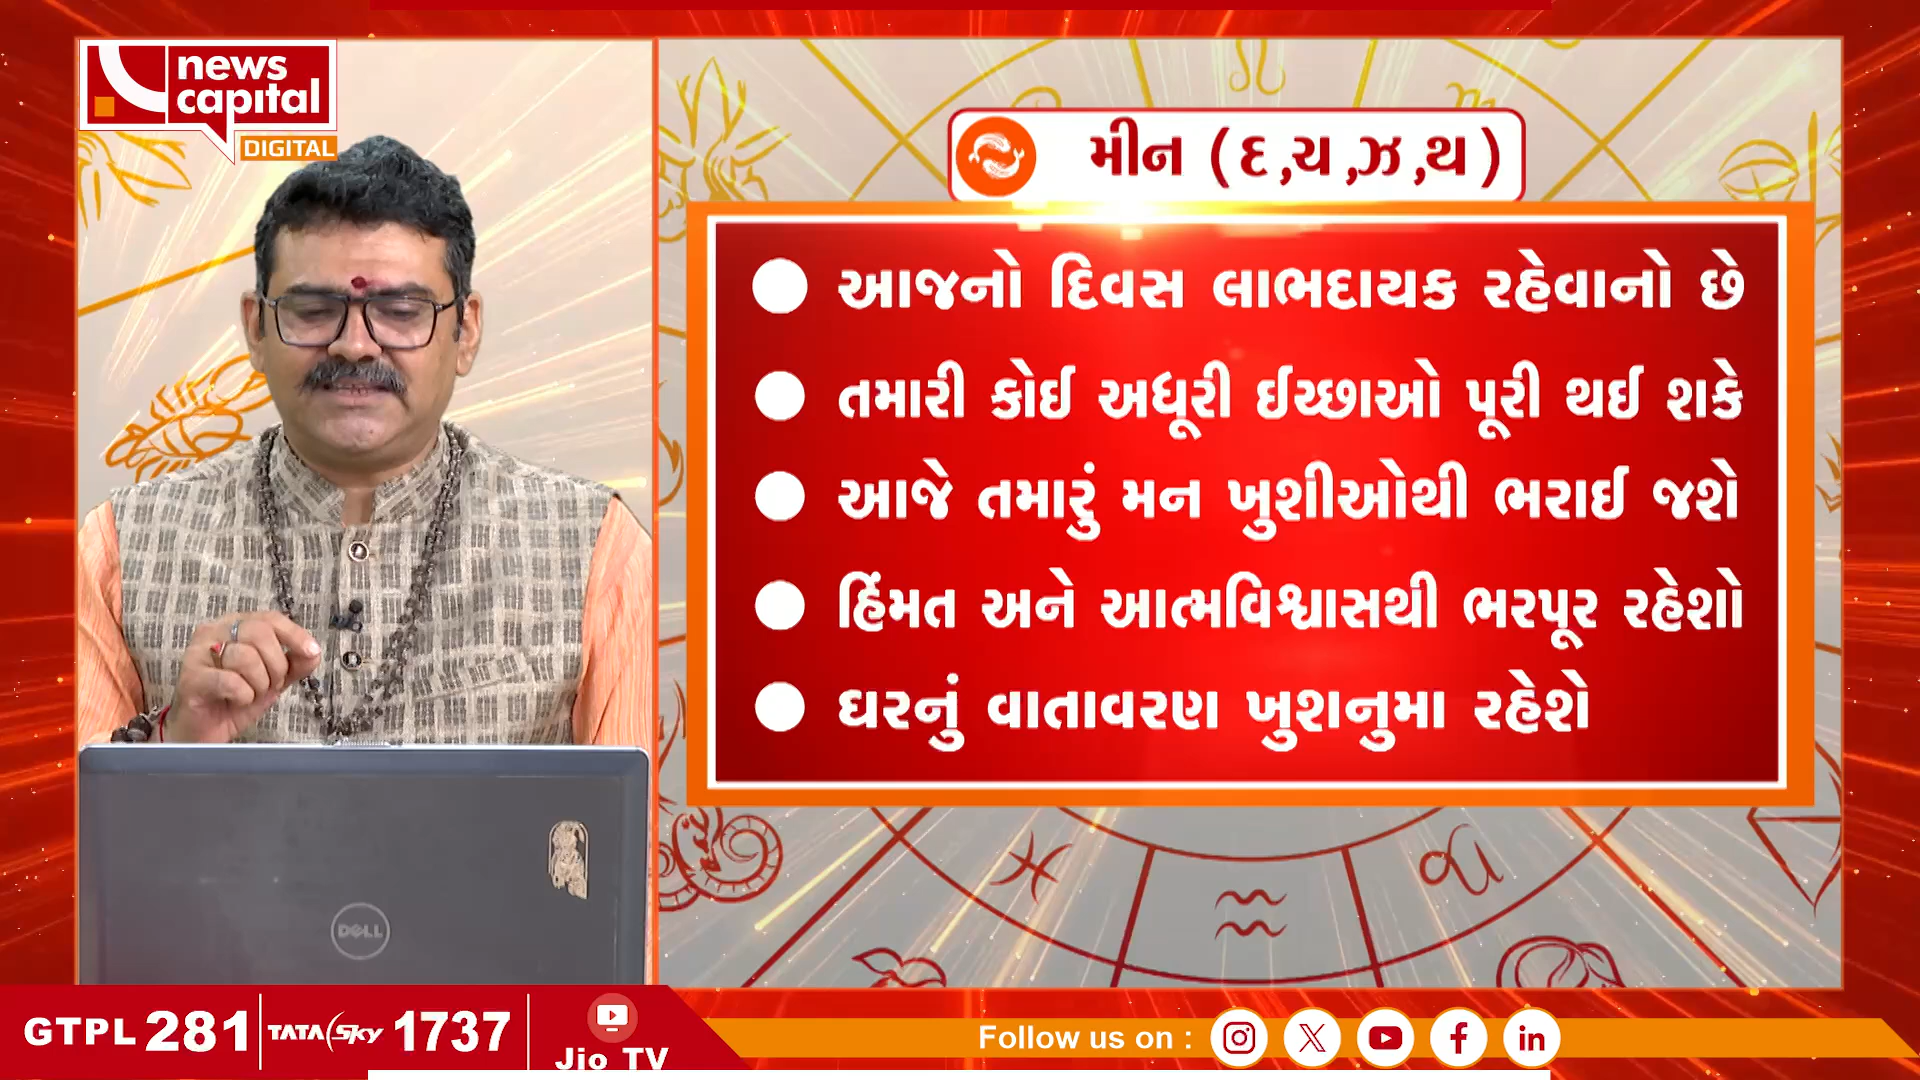 news
capital
DIGITAL
મીન (દ,ચ,ઝ,થ)
આજનો દિવસ લાભદાયક રહેવાનો છે
તમારી કોઈ અધૂરી ઈચ્છાઓ પૂરી થઈ શકે
આજે તમારું મન ખુશીઓથી ભરાઈ જશે
હિંમત અને આત્મવિશ્વાસથી ભરપૂર રહેશો
ઘરનું વાતાવરણ ખુશનુમા રહેશે
DELL
GTPL 281
TATA Sky 1737
Jio TV
Follow us on :